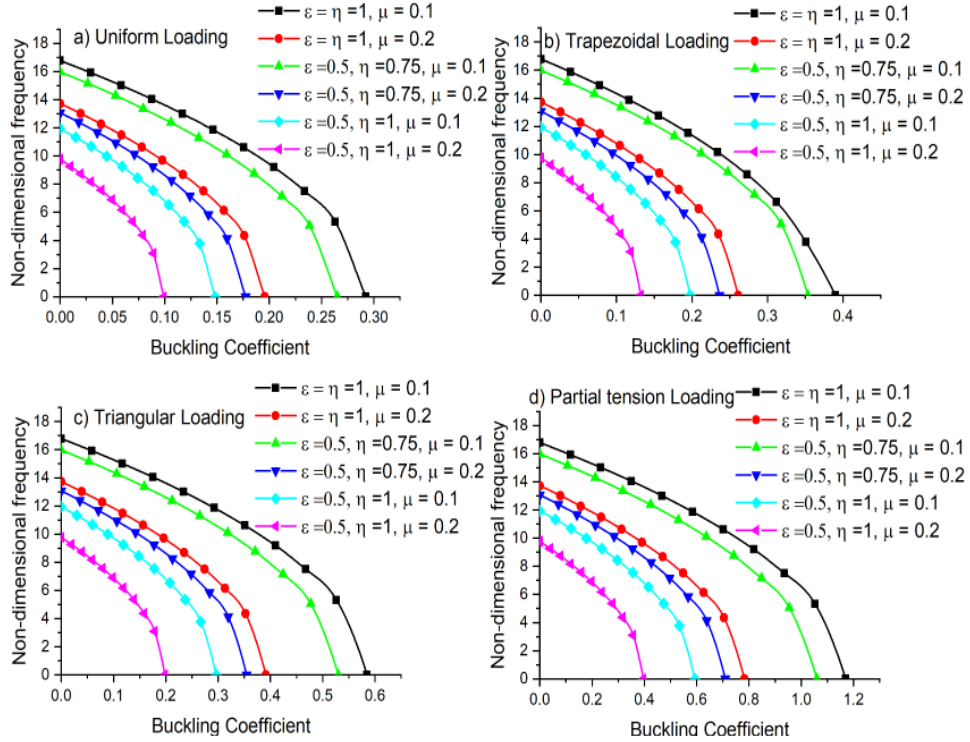 a) Uniform Loading
ε = η =1, μ = 0.1
ε = η =1, μ = 0.2
ε =0.5, η =0.75, μ = 0.1
ε =0.5, η =0.75, μ = 0.2
ε =0.5, η =1, μ = 0.1
ε =0.5, η =1, μ = 0.2
Non-dimensional frequency
18
16
14
12
10
8
6
4
2
0
0.00 0.05 0.10 0.15 0.20 0.25 0.30
Buckling Coefficient
b) Trapezoidal Loading
ε = η =1, μ = 0.1
ε = η =1, μ = 0.2
ε =0.5, η =0.75, μ = 0.1
ε =0.5, η =0.75, μ = 0.2
ε =0.5, η =1, μ = 0.1
ε =0.5, η =1, μ = 0.2
Non-dimensional frequency
18
16
14
12
10
8
6
4
2
0
0.0 0.1 0.2 0.3 0.4
Buckling Coefficient
c) Triangular Loading
ε = η =1, μ = 0.1
ε = η =1, μ = 0.2
ε =0.5, η =0.75, μ = 0.1
ε =0.5, η =0.75, μ = 0.2
ε =0.5, η =1, μ = 0.1
ε =0.5, η =1, μ = 0.2
Non-dimensional frequency
18
16
14
12
10
8
6
4
2
0
0.0 0.1 0.2 0.3 0.4 0.5 0.6
Buckling Coefficient
d) Partial tension Loading
ε = η =1, μ = 0.1
ε = η =1, μ = 0.2
ε =0.5, η =0.75, μ = 0.1
ε =0.5, η =0.75, μ = 0.2
ε =0.5, η =1, μ = 0.1
ε =0.5, η =1, μ = 0.2
Non-dimensional frequency
18
16
14
12
10
8
6
4
2
0
0.0 0.2 0.4 0.6 0.8 1.0 1.2
Buckling Coefficient